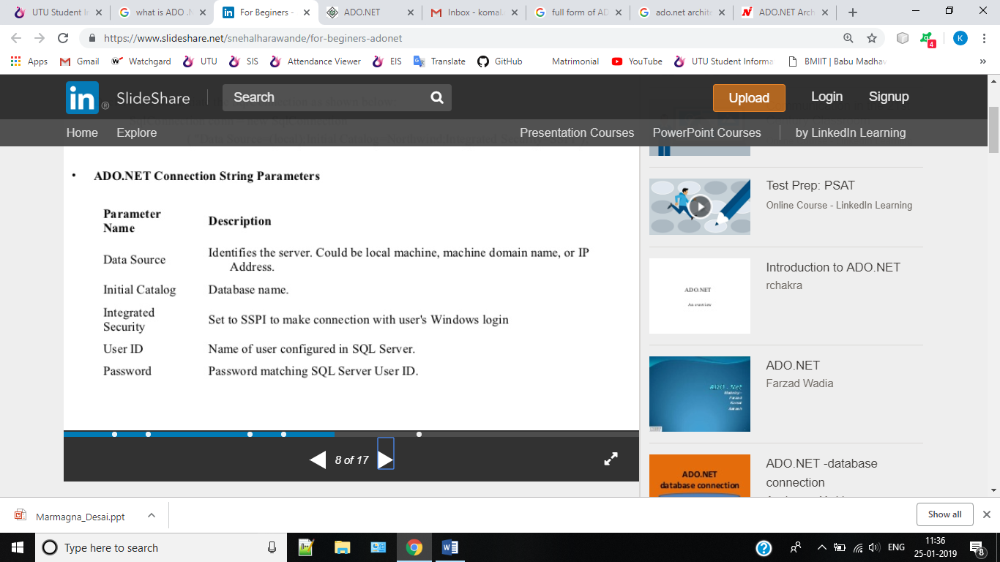 UTU Student In
what is ADO .N
For Beginers -
ADO.NET
Inbox - komal.
full form of AD
ado.net archite
ADO.NET Arch
https://www.slideshare.net/snehalharawande/for-beginers-adonet
K
4
Apps
Gmail
Watchgard
UTU
SIS
Attendance Viewer
EIS
Translate
GitHub
Matrimonial
YouTube
UTU Student Informa
BMIIT | Babu Madhav
»
in® SlideShare
Search
Upload
Login
Signup
Home
Explore
Presentation Courses
PowerPoint Courses
by LinkedIn Learning
• ADO.NET Connection String Parameters
Parameter
Name
Description
Data Source
Identifies the server. Could be local machine, machine domain name, or IP
Address.
Initial Catalog
Database name.
Integrated
Security
Set to SSPI to make connection with user's Windows login
User ID
Name of user configured in SQL Server.
Password
Password matching SQL Server User ID.
8 of 17
Test Prep: PSAT
Online Course - LinkedIn Learning
ADO.NET
An overview
Introduction to ADO.NET
rchakra
ADO.NET
Farzad Wadia
ADO.NET
database connection
ADO.NET -database
connection
Marmagna_Desai.ppt
Show all
Type here to search
ENG
11:36
25-01-2019
8